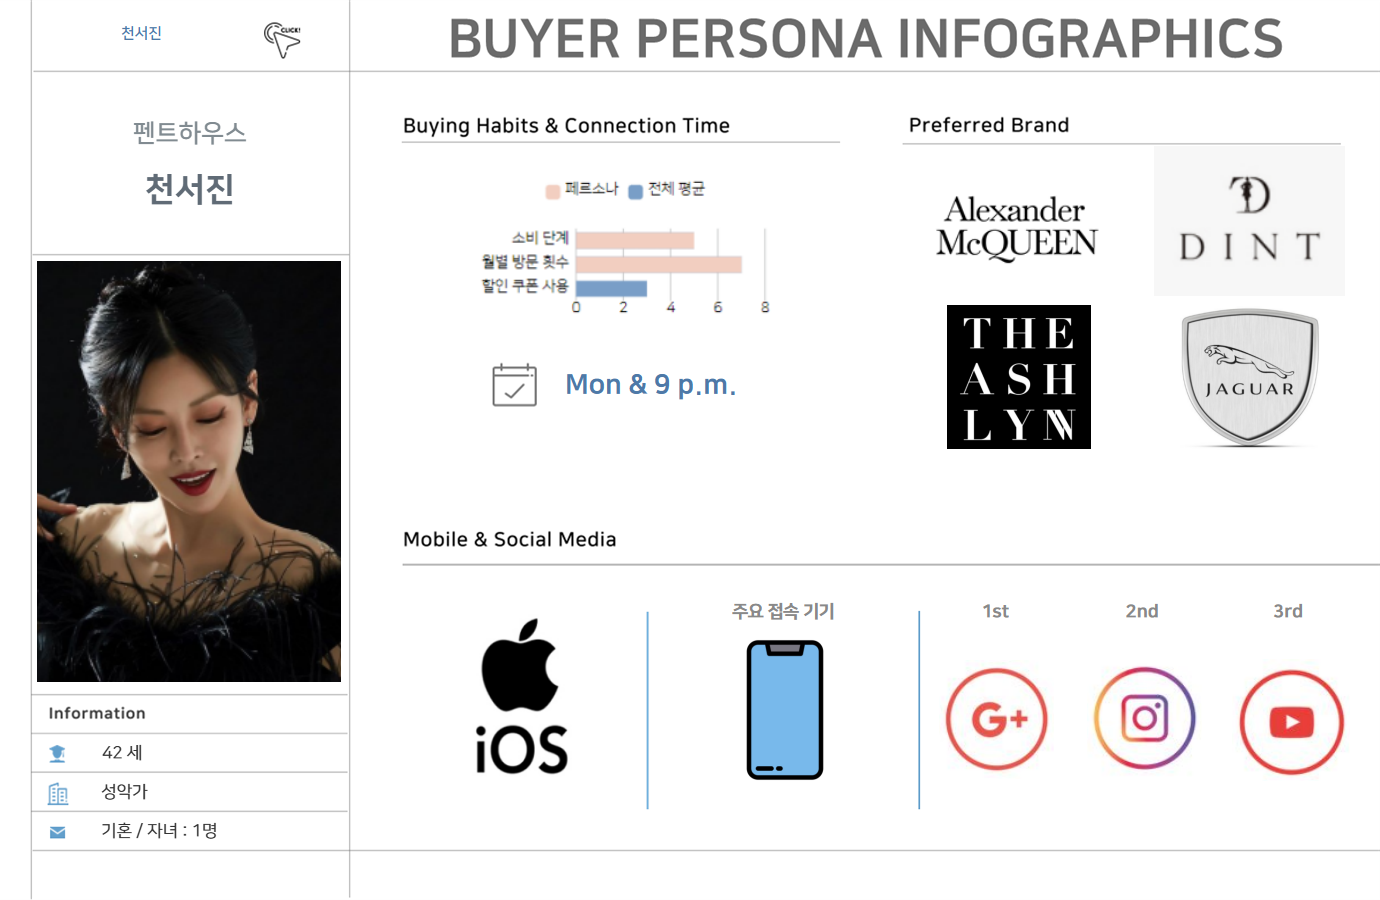 천서진
CLICK!
BUYER PERSONA INFOGRAPHICS
펜트하우스
천서진
Information
42 세
성악가
기혼 / 자녀 : 1명
Buying Habits & Connection Time
페르소나 전체 평균
소비 단계
월별 방문 횟수
할인 쿠폰 사용
0 2 4 6 8
Mon & 9 p.m.
Preferred Brand
Alexander
McQUEEN
D
DINT
THE
ASH
LYN
JAGUAR
Mobile & Social Media
iOS
주요 접속 기기
1st 2nd 3rd
G+